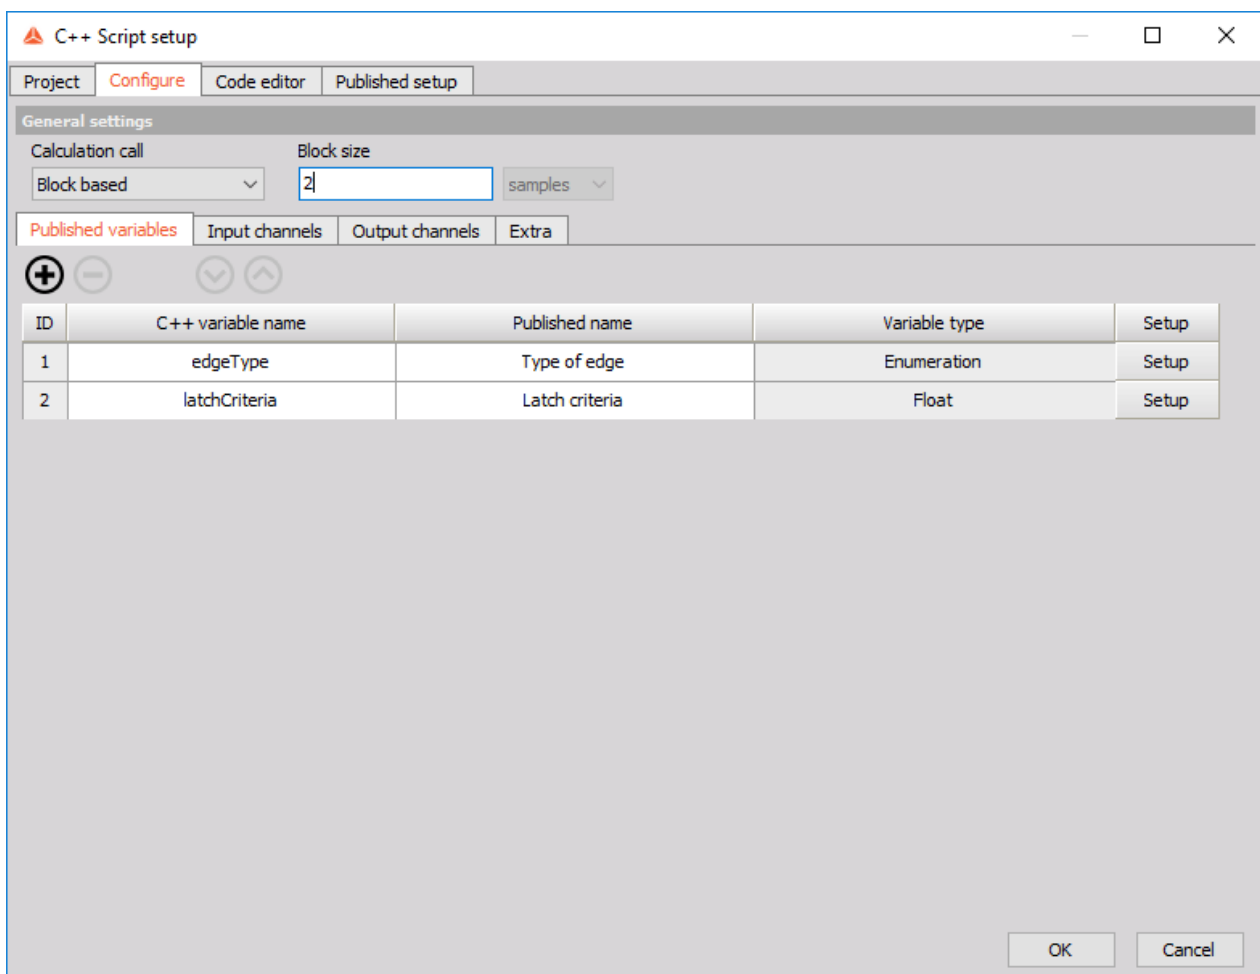 C++ Script setup
Project Configure Code editor Published setup
General settings
Calculation call Block size
Block based 2 samples
Published variables Input channels Output channels Extra
ID C++ variable name Published name Variable type Setup
1 edgeType Type of edge Enumeration Setup
2 latchCriteria Latch criteria Float Setup
OK Cancel